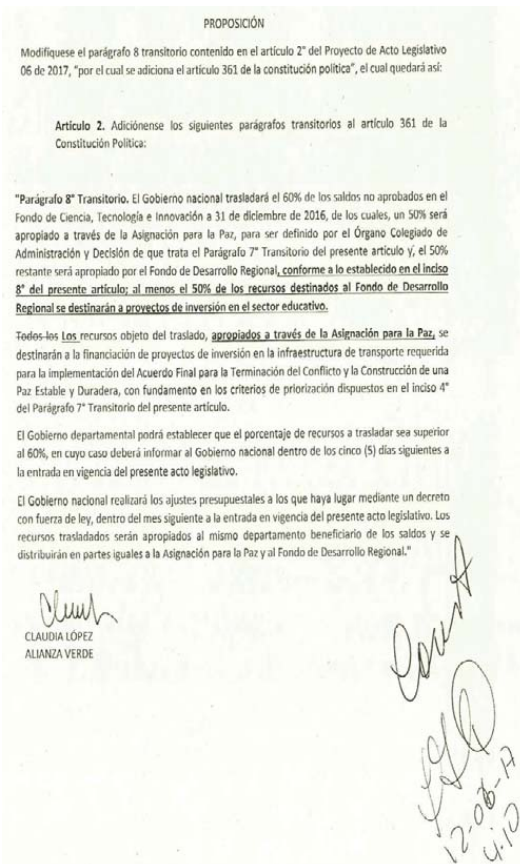 PROPOSICIÓN
Modifíquese el parágrafo 8 transitorio contenido en el artículo 2° del Proyecto de Acto Legislativo
06 de 2017, "por el cual se adiciona el artículo 361 de la constitución política", el cual quedará así:
Artículo 2. Adiciónense los siguientes parágrafos transitorios al artículo 361 de la
Constitución Política:
"Parágrafo 8° Transitorio. El Gobierno nacional trasladará el 60% de los saldos no aprobados en el
Fondo de Ciencia, Tecnología e Innovación a 31 de diciembre de 2016, de los cuales, un 50% será
apropiado a través de la Asignación para la Paz, para ser definido por el Órgano Colegiado de
Administración y Decisión de que trata el Parágrafo 7° Transitorio del presente artículo y, el 50%
restante será apropiado por el Fondo de Desarrollo Regional, conforme a lo establecido en el inciso
8° del presente artículo; al menos el 50% de los recursos destinados al Fondo de Desarrollo
Regional se destinarán a proyectos de inversión en el sector educativo.
Todos los Los recursos objeto del traslado, apropiados a través de la Asignación para la Paz, se
destinarán a la financiación de proyectos de inversión en la infraestructura de transporte requerida
para la implementación del Acuerdo Final para la Terminación del Conflicto y la Construcción de una
Paz Estable y Duradera, con fundamento en los criterios de priorización dispuestos en el inciso 4°
del Parágrafo 7° Transitorio del presente artículo.
El Gobierno departamental podrá establecer que el porcentaje de recursos a trasladar sea superior
al 60%, en cuyo caso deberá informar al Gobierno nacional dentro de los cinco (5) días siguientes a
la entrada en vigencia del presente acto legislativo.
El Gobierno nacional realizará los ajustes presupuestales a los que haya lugar mediante un decreto
con fuerza de ley, dentro del mes siguiente a la entrada en vigencia del presente acto legislativo. Los
recursos trasladados serán apropiados al mismo departamento beneficiario de los saldos y se
distribuirán en partes iguales a la Asignación para la Paz y al Fondo de Desarrollo Regional."
CLAUDIA LÓPEZ
ALIANZA VERDE
12-06-17
4:10